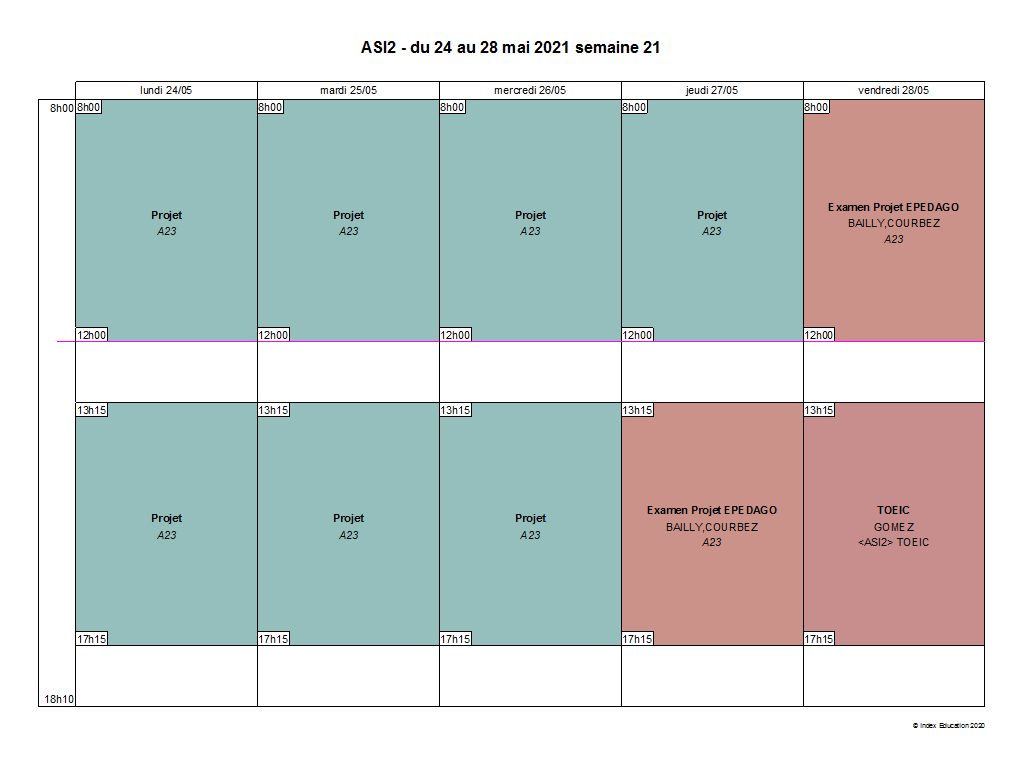 ASI2 - du 24 au 28 mai 2021 semaine 21
lundi 24/05 mardi 25/05 mercredi 26/05 jeudi 27/05 vendredi 28/05
8h00 8h00 8h00 8h00 8h00 8h00
Examen Projet EPEDAGO
Projet Projet Projet Projet
BAILLY,COURBEZ
A23 A23 A23 A23
A23
12h00 12h00 12h00 12h00 12h00
13h15 13h15 13h15 13h15 13h15
Examen Projet EPEDAGO TOEIC
Projet Projet Projet
BAILLY,COURBEZ GOMEZ
A23 A23 A23
A23 <ASI2> TOEIC
17h15 17h15 17h15 17h15 17h15
18h10
© Index Education 2020